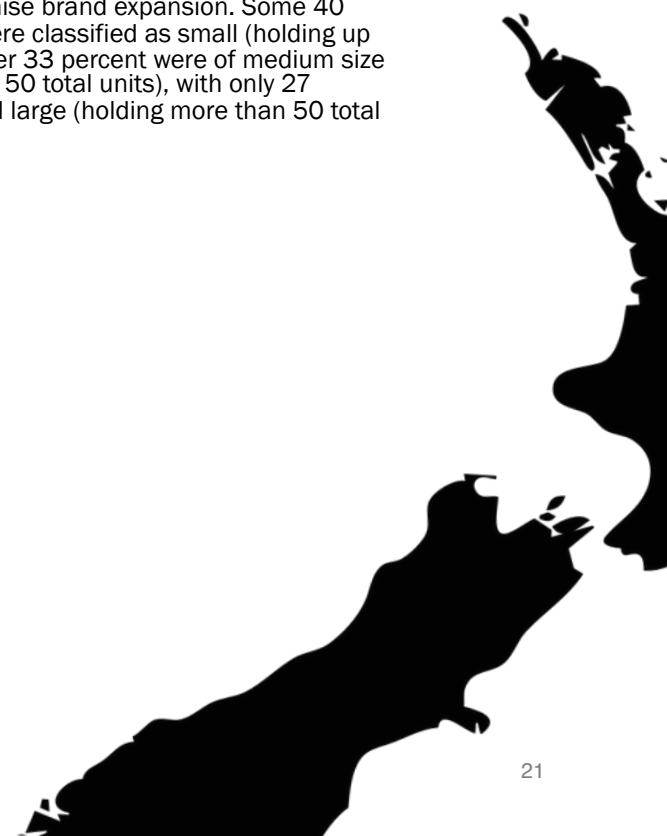 ise brand expansion. Some 40
re classified as small (holding up
er 33 percent were of medium size
50 total units), with only 27
large (holding more than 50 total
21